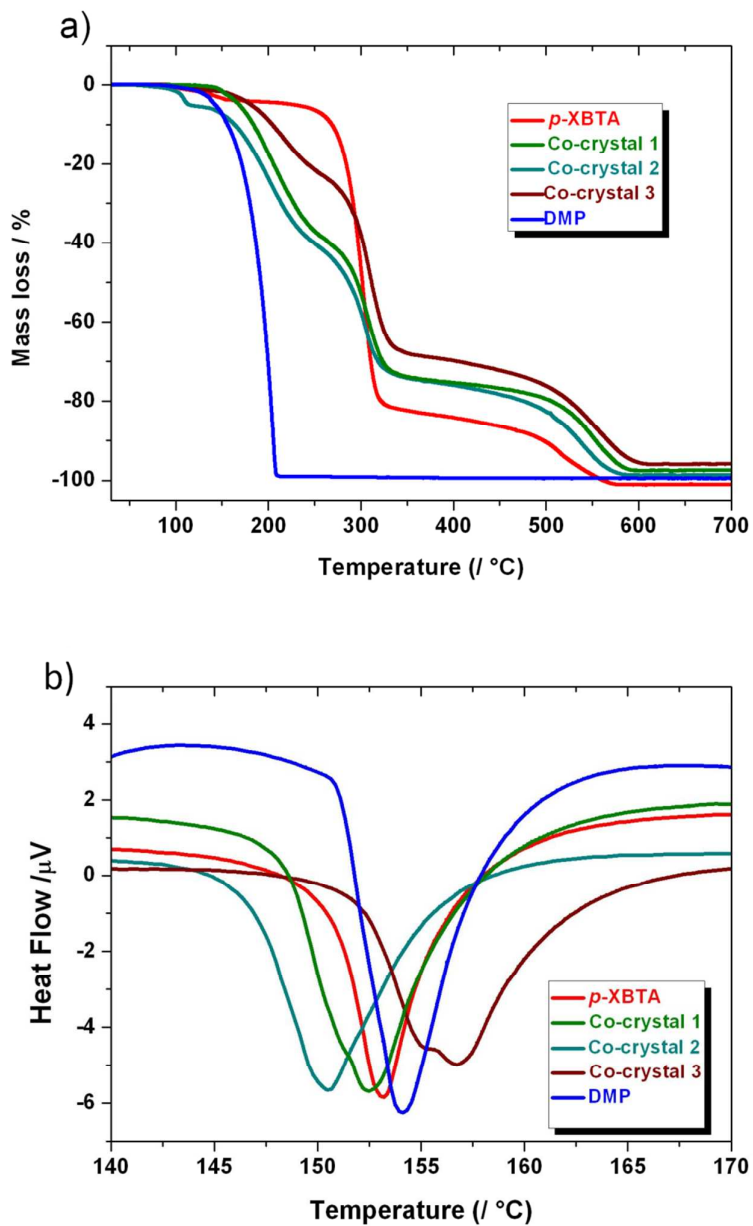 a)
0
-20
-40
-60
-80
-100
Mass loss / %
p-XBTA
Co-crystal 1
Co-crystal 2
Co-crystal 3
DMP
100 200 300 400 500 600 700
Temperature (/ °C)
b)
4
2
0
-2
-4
-6
Heat Flow /µV
p-XBTA
Co-crystal 1
Co-crystal 2
Co-crystal 3
DMP
140 145 150 155 160 165 170
Temperature (/ °C)